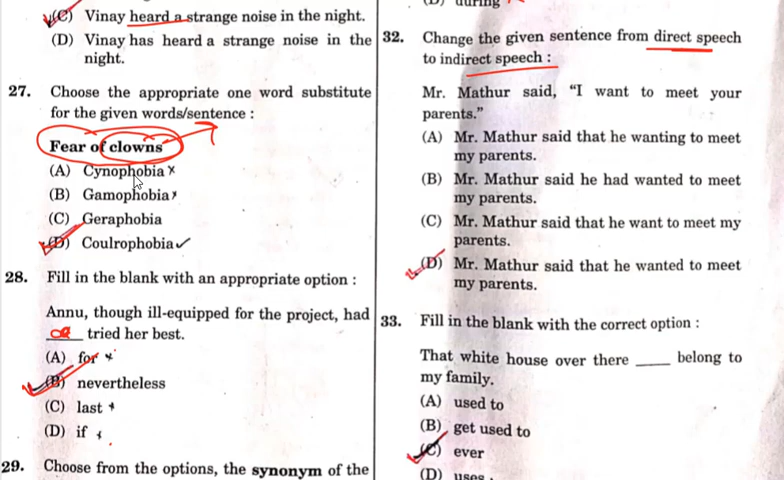 (C) Vinay heard a strange noise in the night.
(D) Vinay has heard a strange noise in the
night.
27. Choose the appropriate one word substitute
for the given words/sentence :
Fear of clowns
(A) Cynophobia
(B) Gamophobia
(C) Geraphobia
(D) Coulrophobia
28. Fill in the blank with an appropriate option :
Annu, though ill-equipped for the project, had
____ tried her best.
(A) for
(B) nevertheless
(C) last
(D) if
29. Choose from the options, the synonym of the
(D) during
32. Change the given sentence from direct speech
to indirect speech :
Mr. Mathur said, “I want to meet your
parents.”
(A) Mr. Mathur said that he wanting to meet
my parents.
(B) Mr. Mathur said he had wanted to meet
my parents.
(C) Mr. Mathur said that he want to meet my
parents.
(D) Mr. Mathur said that he wanted to meet
my parents.
33. Fill in the blank with the correct option :
That white house over there ____ belong to
my family.
(A) used to
(B) get used to
(C) ever
(D) uses